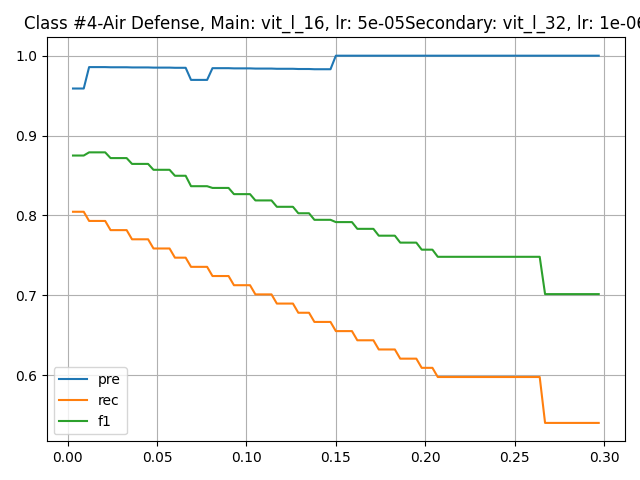 Class #4-Air Defense, Main: vit_l_16, lr: 5e-05Secondary: vit_l_32, lr: 1e-06
1.0
0.9
0.8
0.7
0.6
pre
rec
f1
0.00 0.05 0.10 0.15 0.20 0.25 0.30